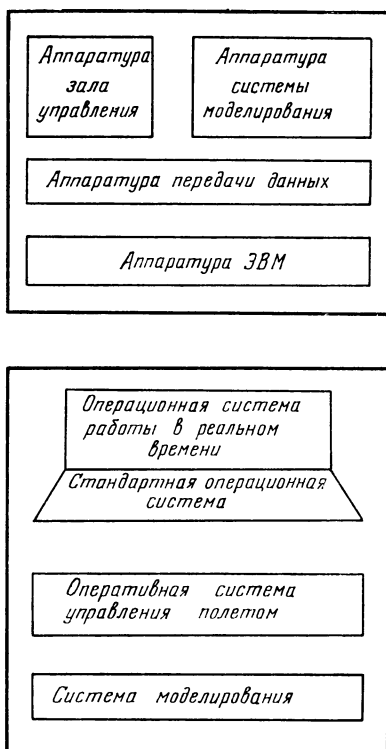 Аппаратура
зала
управления
Аппаратура
системы
моделирования
Аппаратура передачи данных
Аппаратура ЭВМ
Операционная система
работы в реальном
времени
Стандартная операционная
система
Оперативная система
управления полетом
Система моделирования